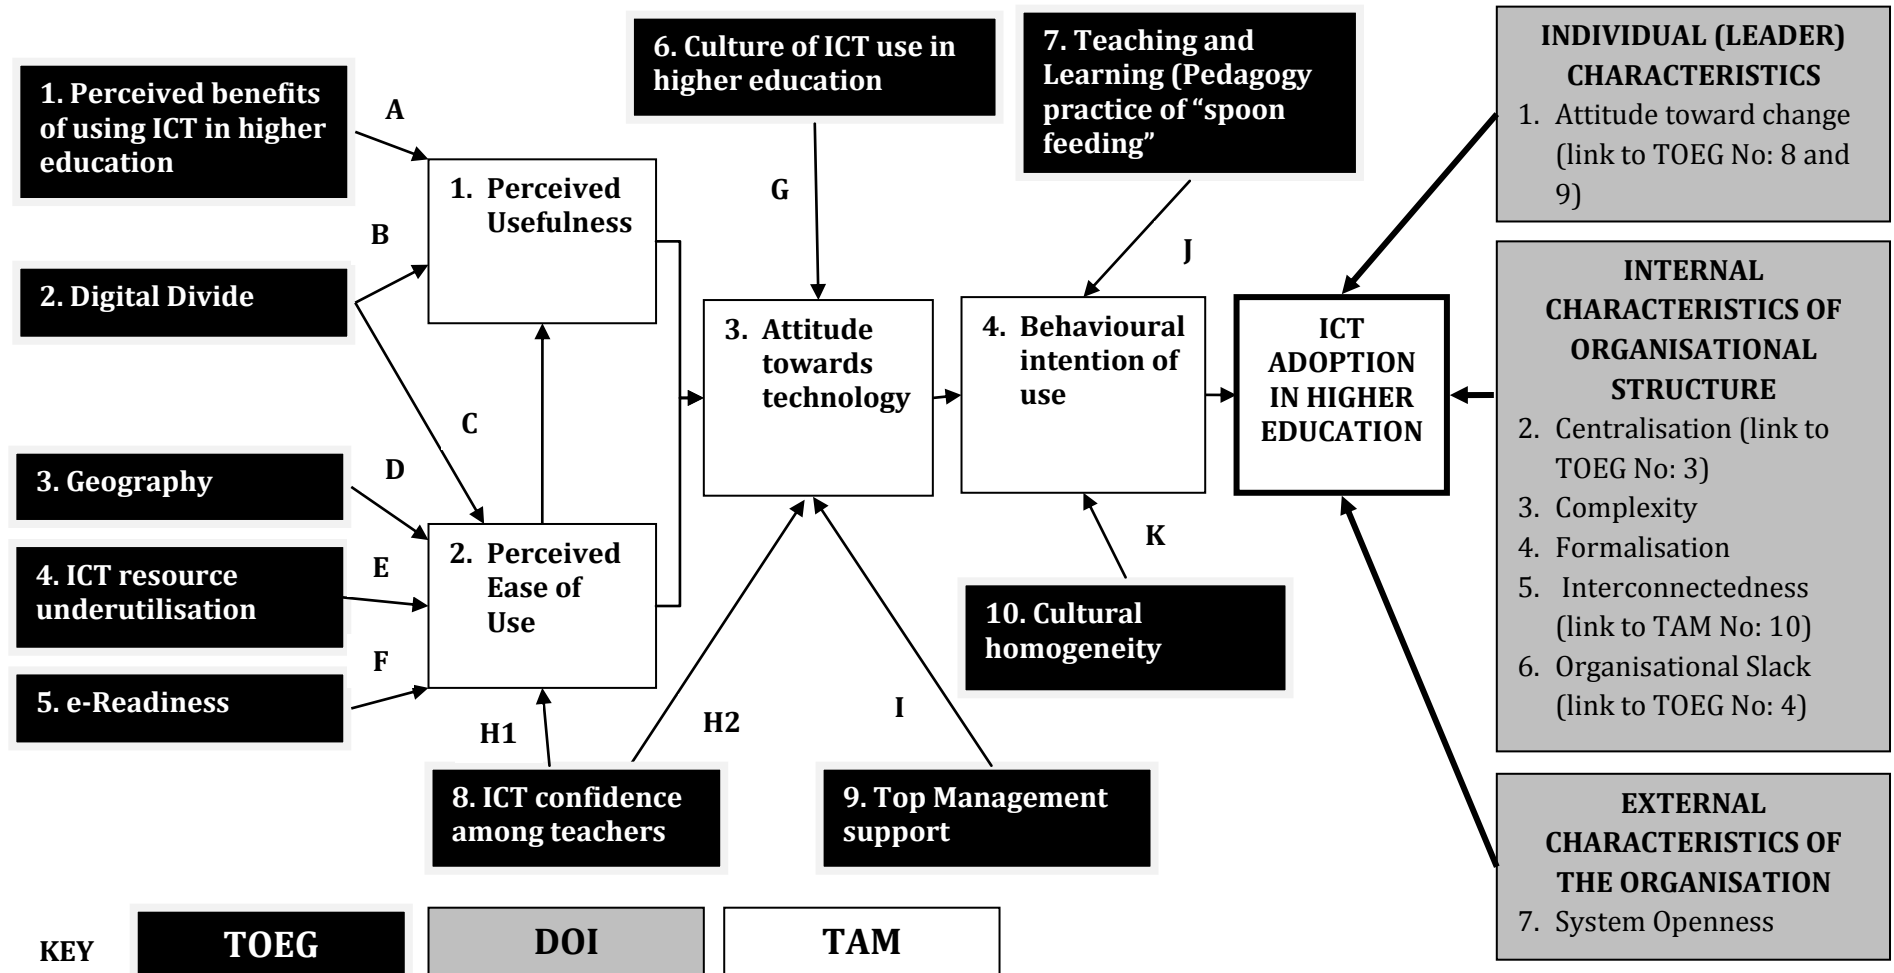 1. Perceived benefits
of using ICT in higher
education
2. Digital Divide
3. Geography
4. ICT resource
underutilisation
5. e-Readiness
A
B
C
D
E
F
1. Perceived
Usefulness
2. Perceived
Ease of
Use
H1
H2
I
8. ICT confidence
among teachers
9. Top Management
support
6. Culture of ICT use in
higher education
G
3. Attitude
towards
technology
7. Teaching and
Learning (Pedagogy
practice of “spoon
feeding”
J
4. Behavioural
intention of
use
K
10. Cultural
homogeneity
ICT
ADOPTION
IN HIGHER
EDUCATION
INDIVIDUAL (LEADER)
CHARACTERISTICS
1. Attitude toward change
(link to TOEG No: 8 and
9)
INTERNAL
CHARACTERISTICS OF
ORGANISATIONAL
STRUCTURE
2. Centralisation (link to
TOEG No: 3)
3. Complexity
4. Formalisation
5. Interconnectedness
(link to TAM No: 10)
6. Organisational Slack
(link to TOEG No: 4)
EXTERNAL
CHARACTERISTICS OF
THE ORGANISATION
7. System Openness
KEY
TOEG
DOI
TAM